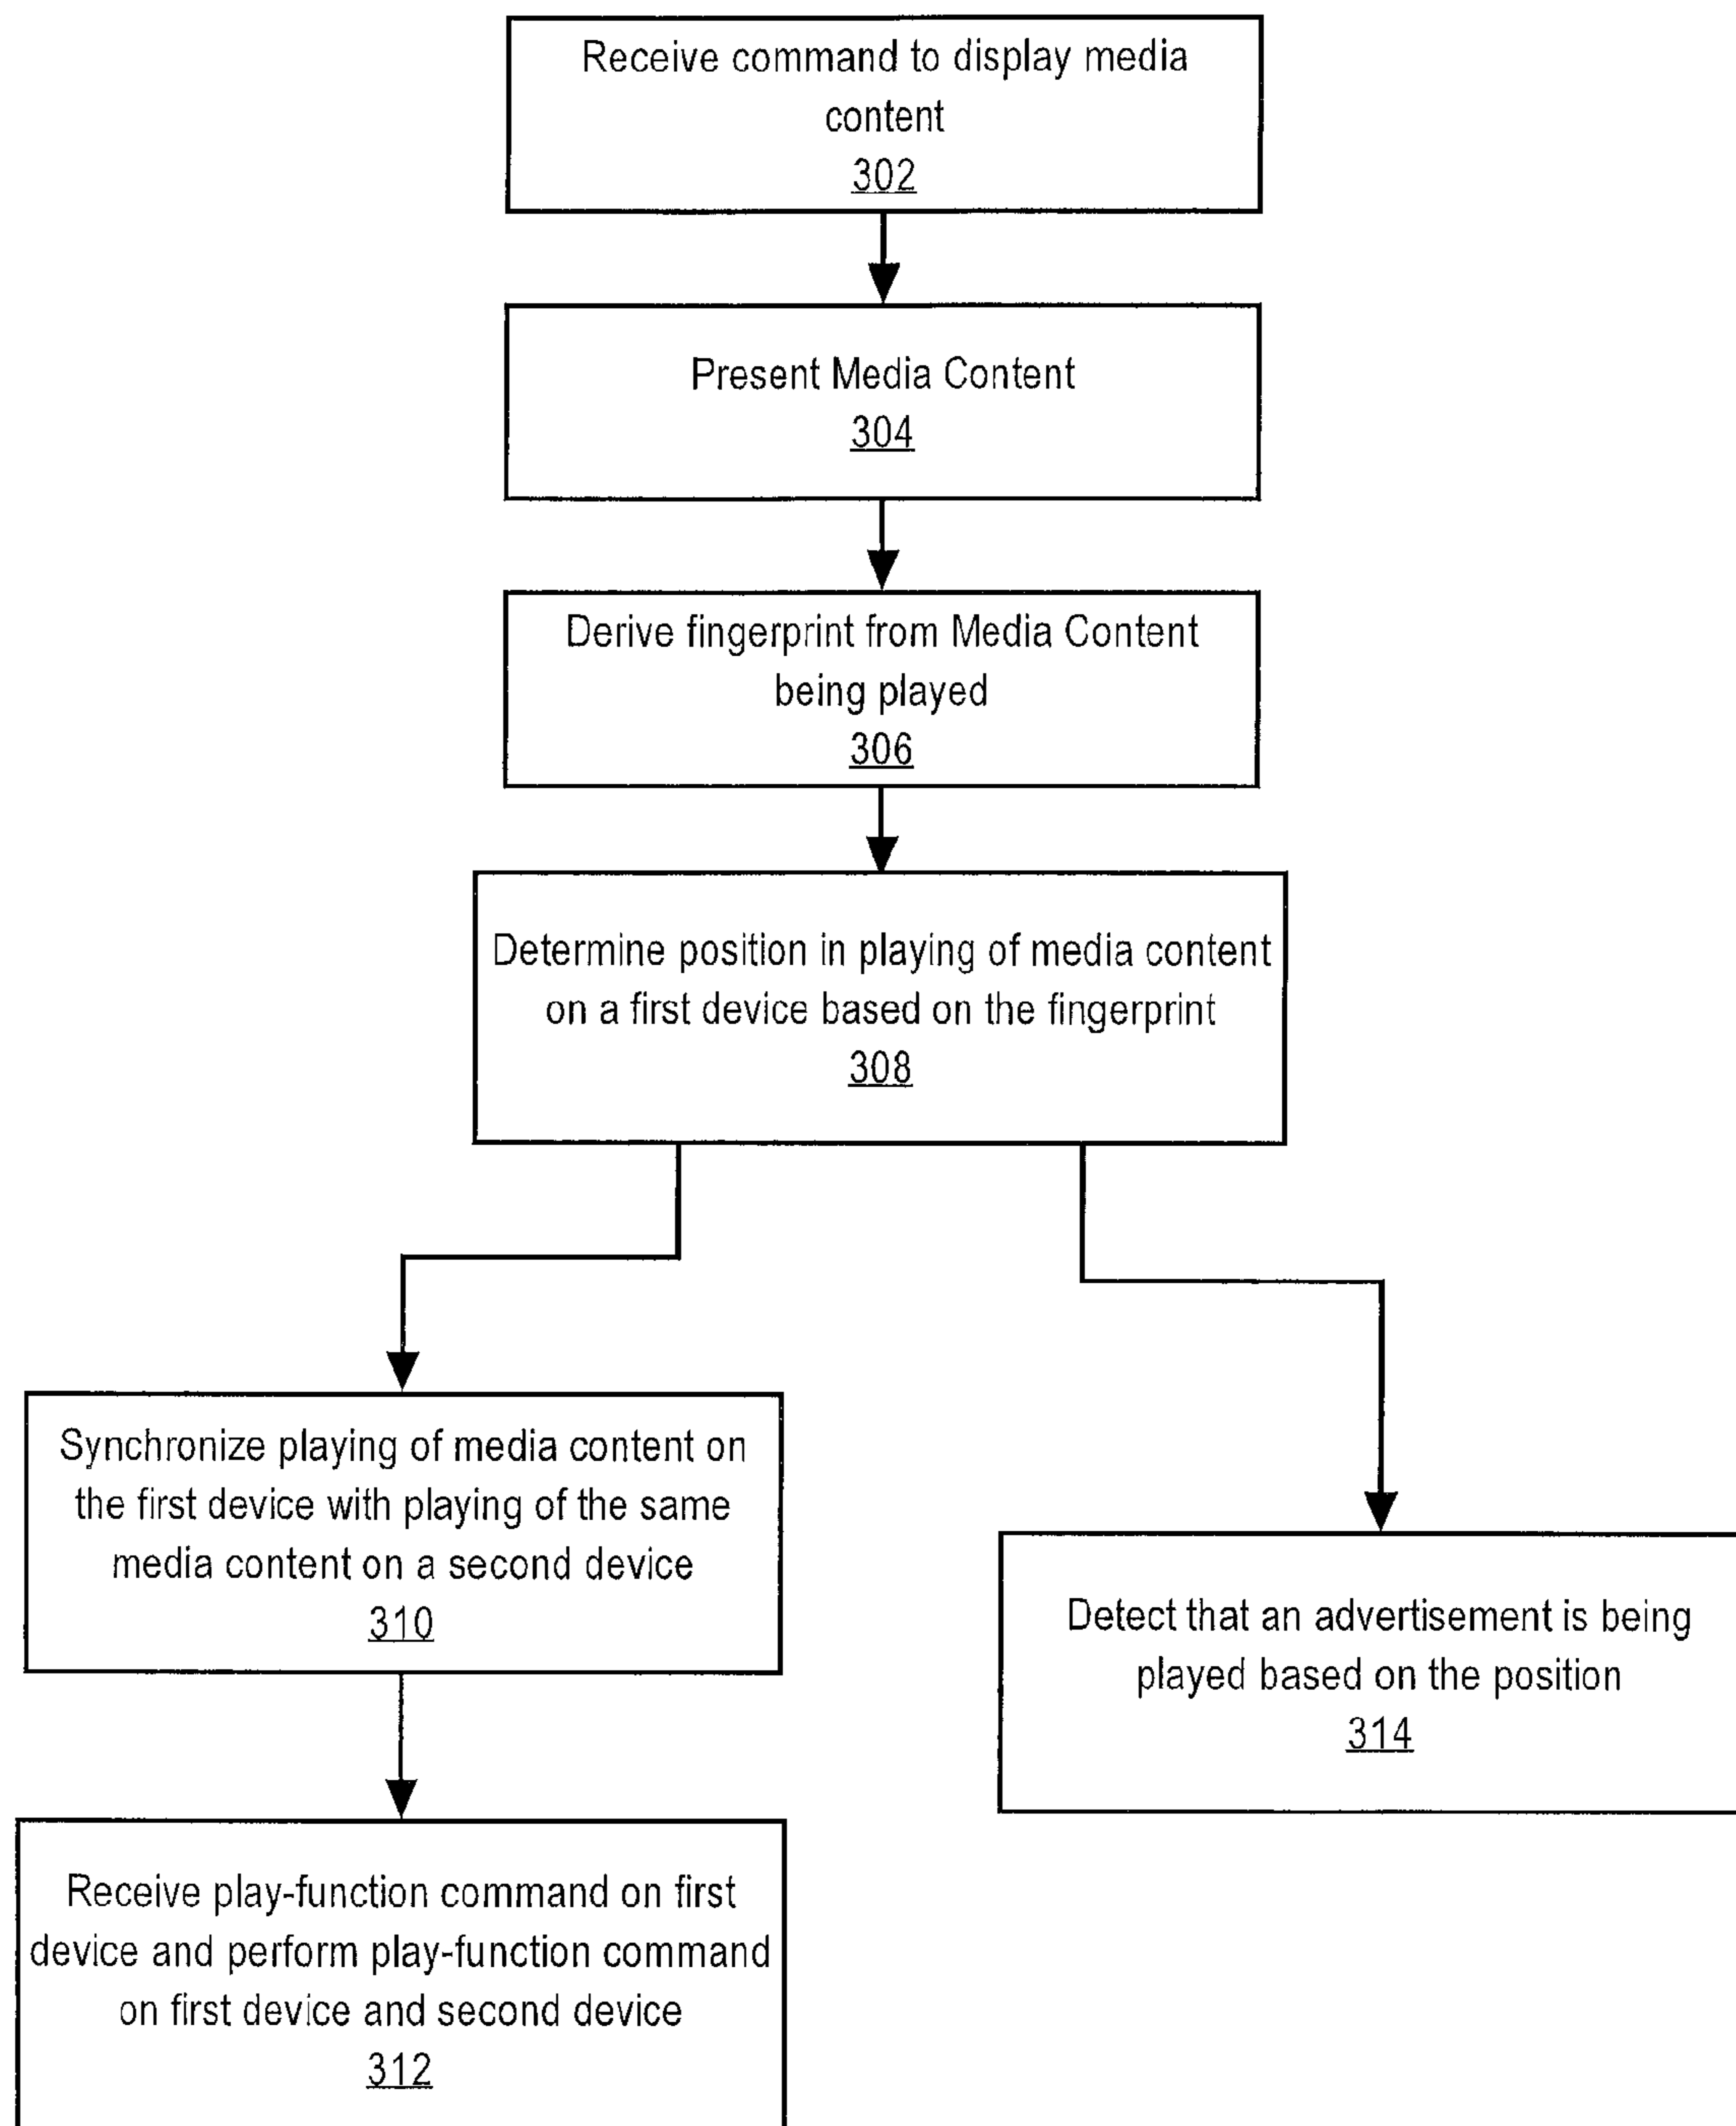 Receive command to display media
content
302
Present Media Content
304
Derive fingerprint from Media Content
being played
306
Determine position in playing of media content
on a first device based on the fingerprint
308
Synchronize playing of media content on
the first device with playing of the same
media content on a second device
310
Detect that an advertisement is being
played based on the position
314
Receive play-function command on first
device and perform play-function command
on first device and second device
312